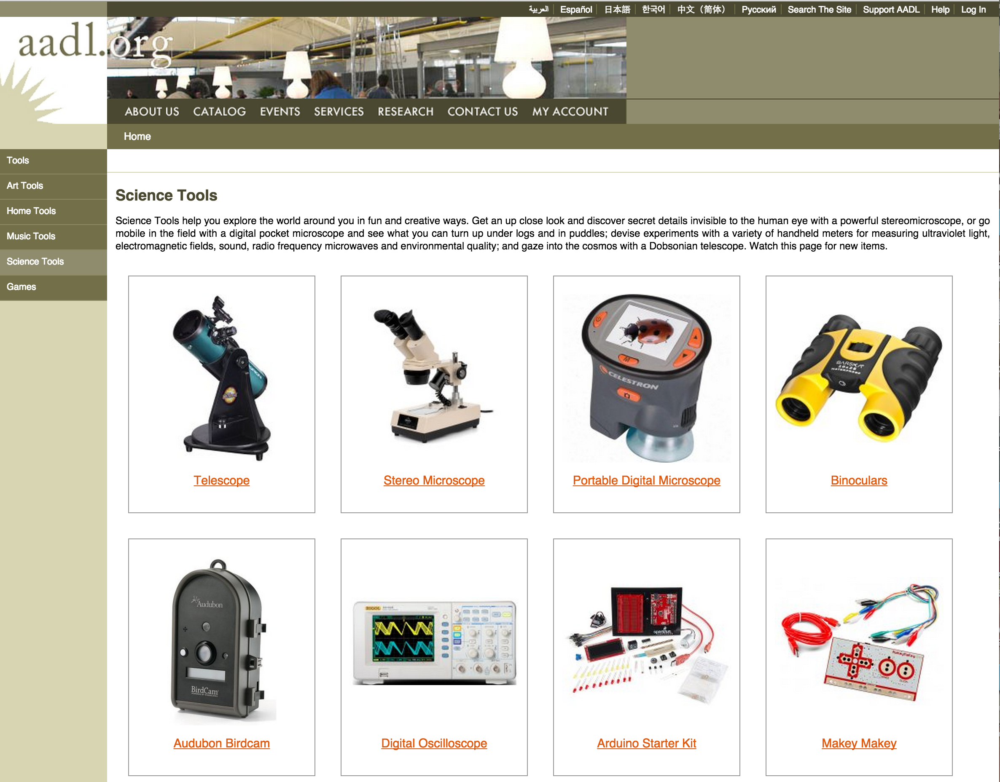 العربية Español 日本語 한국어 中文（简体） Русский Search The Site Support AADL Help Log In
aadl.org
ABOUT US CATALOG EVENTS SERVICES RESEARCH CONTACT US MY ACCOUNT
Home
Tools
Art Tools
Home Tools
Music Tools
Science Tools
Games
Science Tools
Science Tools help you explore the world around you in fun and creative ways. Get an up close look and discover secret details invisible to the human eye with a powerful stereomicroscope, or go
mobile in the field with a digital pocket microscope and see what you can turn up under logs and in puddles; devise experiments with a variety of handheld meters for measuring ultraviolet light,
electromagnetic fields, sound, radio frequency microwaves and environmental quality; and gaze into the cosmos with a Dobsonian telescope. Watch this page for new items.
ORION
M
CELESTRON
BARSKA
10x25
WATERPROOF
Telescope
Stereo Microscope
Portable Digital Microscope
Binoculars
Audubon
BirdCam
RIGOL
sparkfun
Audubon Birdcam
Digital Oscilloscope
Arduino Starter Kit
Makey Makey